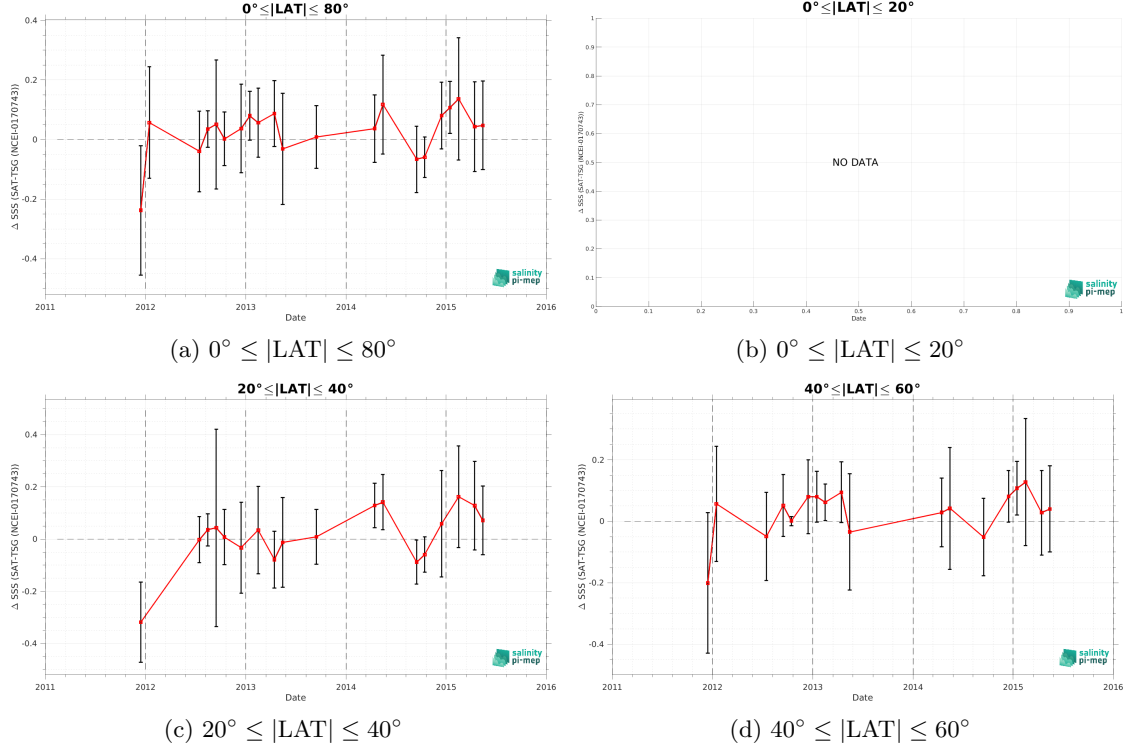 0°≤|LAT|≤ 80°
0.4
0.2
0
-0.2
-0.4
Δ SSS (SAT-TSG (NCEI-0170743))
2011
2012
2013
2014
2015
2016
Date
salinity
pi-mep
(a) 0° ≤ |LAT| ≤ 80°
0°≤|LAT|≤ 20°
1
0.9
0.8
0.7
0.6
0.5
0.4
0.3
0.2
0.1
0
Δ SSS (SAT-TSG (NCEI-0170743))
NO DATA
0
0.1
0.2
0.3
0.4
0.5
0.6
0.7
0.8
0.9
1
Date
salinity
pi-mep
(b) 0° ≤ |LAT| ≤ 20°
20°≤|LAT|≤ 40°
0.4
0.2
0
-0.2
-0.4
Δ SSS (SAT-TSG (NCEI-0170743))
2011
2012
2013
2014
2015
2016
Date
salinity
pi-mep
(c) 20° ≤ |LAT| ≤ 40°
40°≤|LAT|≤ 60°
0.2
0
-0.2
-0.4
Δ SSS (SAT-TSG (NCEI-0170743))
2011
2012
2013
2014
2015
2016
Date
salinity
pi-mep
(d) 40° ≤ |LAT| ≤ 60°